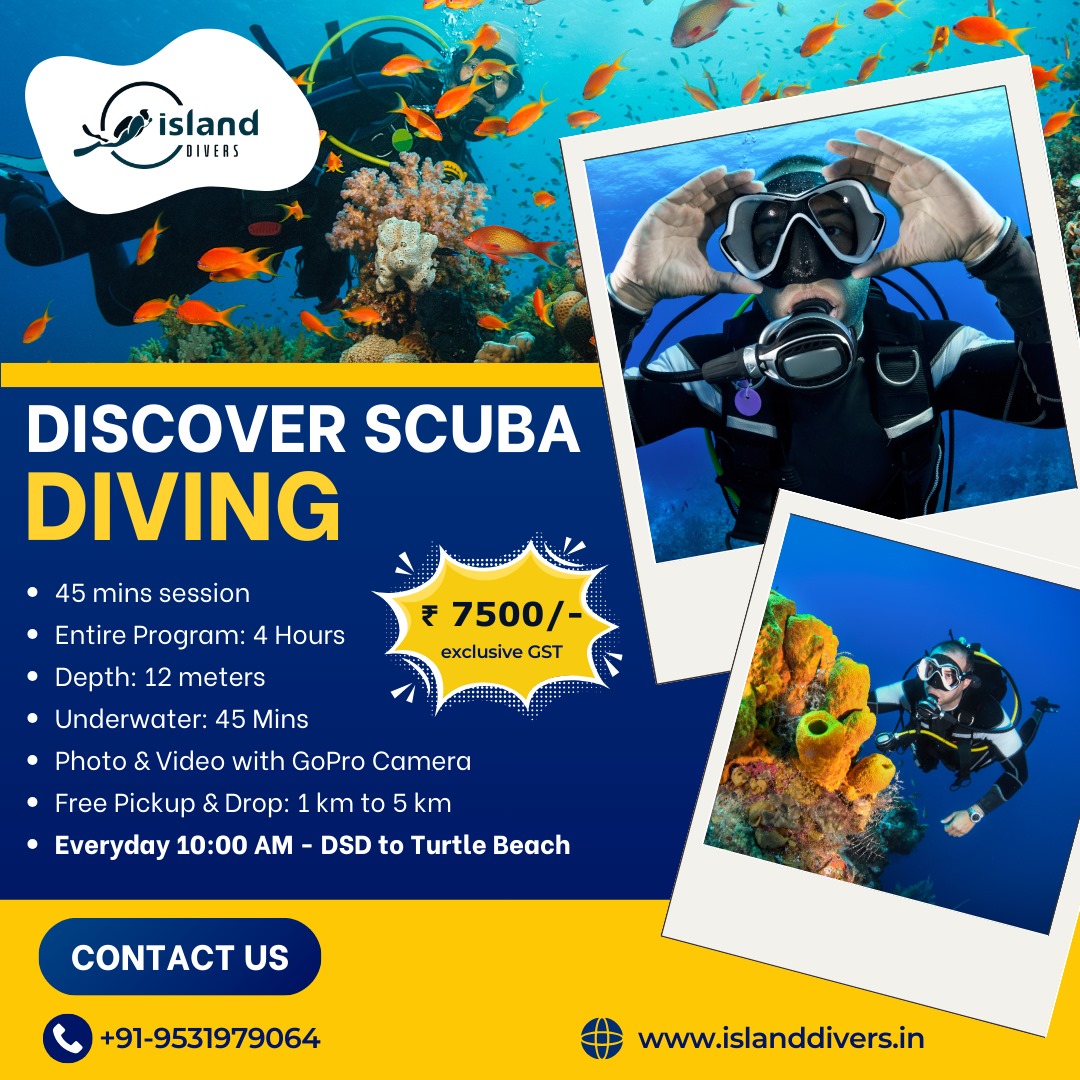 island
DIVERS
DISCOVER SCUBA
DIVING
45 mins session
Entire Program: 4 Hours
Depth: 12 meters
Underwater: 45 Mins
Photo & Video with GoPro Camera
Free Pickup & Drop: 1 km to 5 km
Everyday 10:00 AM - DSD to Turtle Beach
₹ 7500/-
exclusive GST
CONTACT US
+91-9531979064
www.islanddivers.in